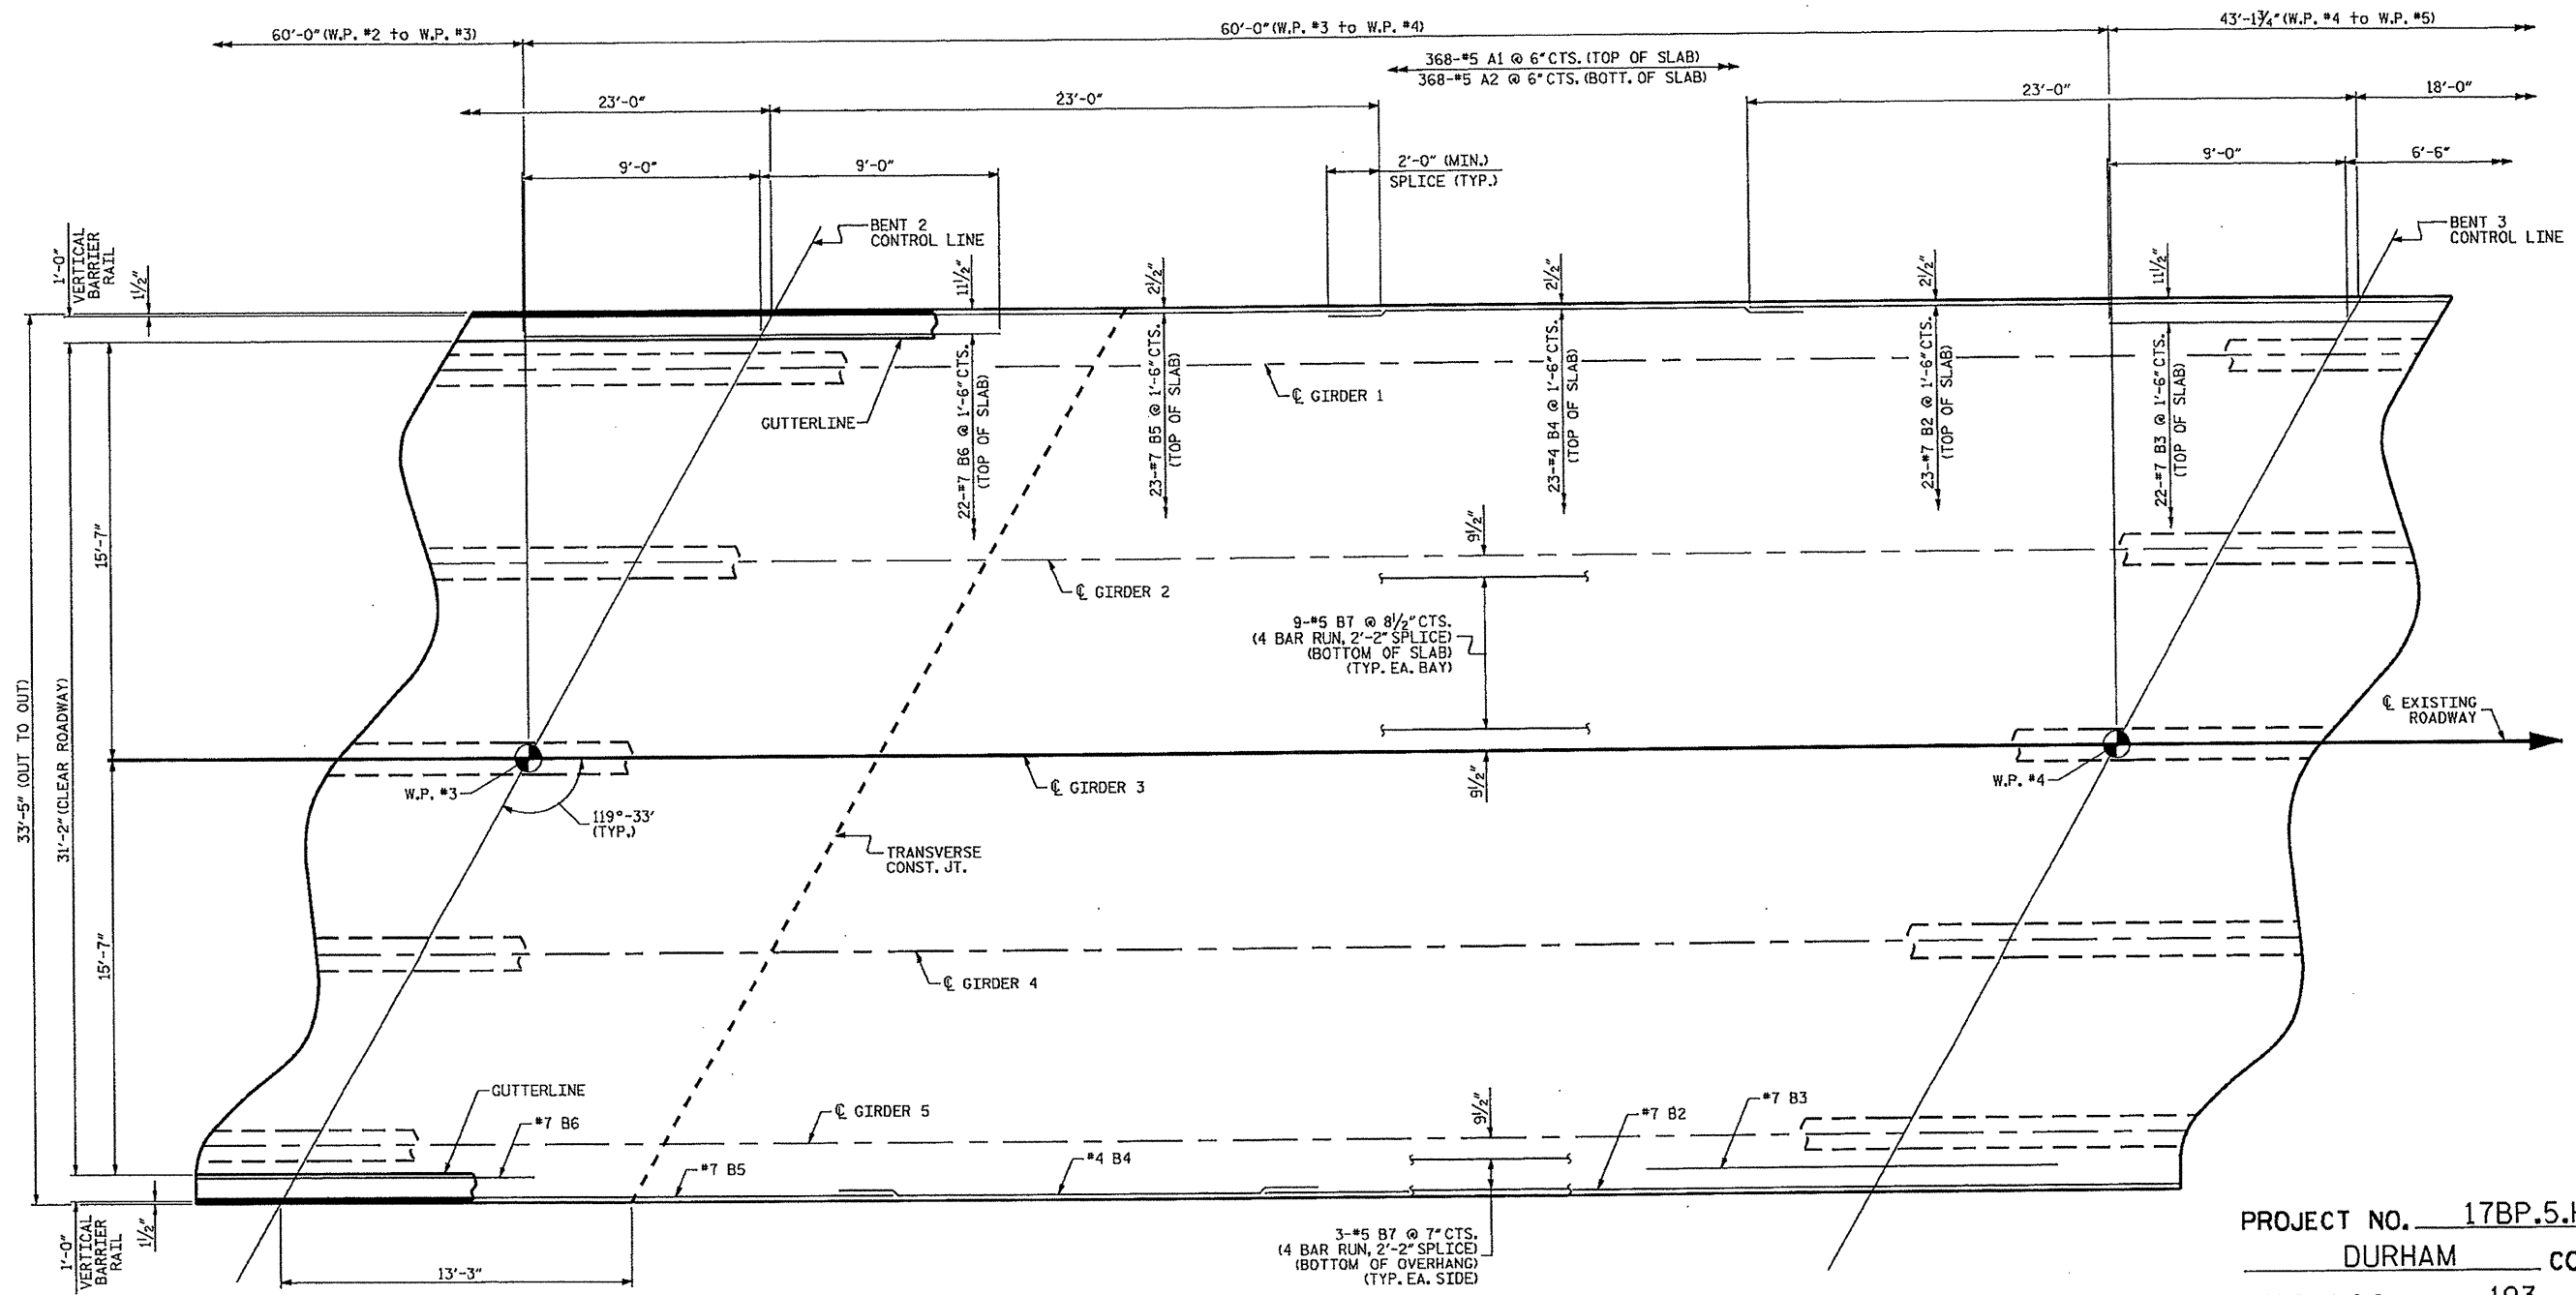 60'-0" (W.P. #2 to W.P. #3)
60'-0" (W.P. #3 to W.P. #4)
43'-1¾" (W.P. #4 to W.P. #5)
368-#5 A1 @ 6" CTS. (TOP OF SLAB)
368-#5 A2 @ 6" CTS. (BOTT. OF SLAB)
23'-0"
23'-0"
23'-0"
18'-0"
9'-0"
9'-0"
2'-0" (MIN.)
SPLICE (TYP.)
9'-0"
6'-6"
BENT 2
CONTROL LINE
BENT 3
CONTROL LINE
1'-0"
VERTICAL
BARRIER
RAIL
1½"
11½"
2½"
2½"
2½"
11½"
22-#7 B6 @ 1'-6" CTS.
(TOP OF SLAB)
23-#7 B5 @ 1'-6" CTS.
(TOP OF SLAB)
23-#4 B4 @ 1'-6" CTS.
(TOP OF SLAB)
23-#7 B2 @ 1'-6" CTS.
(TOP OF SLAB)
22-#7 B3 @ 1'-6" CTS.
(TOP OF SLAB)
℄ GIRDER 1
GUTTERLINE
15'-7"
9½"
℄ GIRDER 2
9-#5 B7 @ 8½" CTS.
(4 BAR RUN, 2'-2" SPLICE)
(BOTTOM OF SLAB)
(TYP. EA. BAY)
33'-5" (OUT TO OUT)
31'-2" (CLEAR ROADWAY)
℄ EXISTING
ROADWAY
W.P. #3
℄ GIRDER 3
9½"
W.P. #4
119°-33'
(TYP.)
TRANSVERSE
CONST. JT.
15'-7"
℄ GIRDER 4
GUTTERLINE
#7 B6
℄ GIRDER 5
9½"
#7 B2
#7 B3
#7 B5
#4 B4
1'-0"
VERTICAL
BARRIER
RAIL
1½"
13'-3"
3-#5 B7 @ 7" CTS.
(4 BAR RUN, 2'-2" SPLICE)
(BOTTOM OF OVERHANG)
(TYP. EA. SIDE)
PROJECT NO. 17BP.5.
DURHAM CO